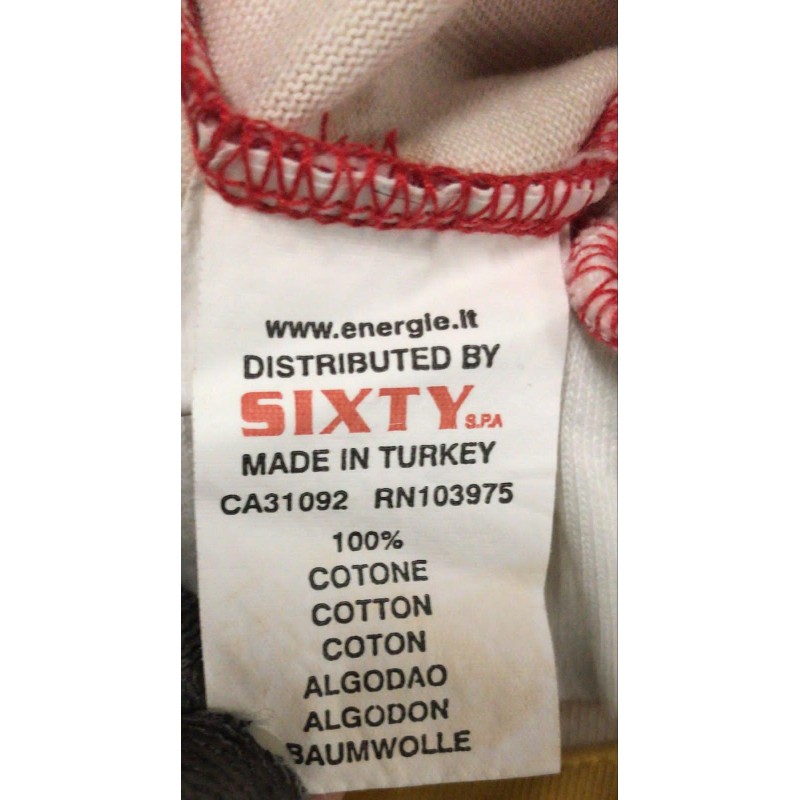 www.energie.it
DISTRIBUTED BY
SIXTY S.P.A
MADE IN TURKEY
CA31092 RN103975
100%
COTONE
COTTON
COTON
ALGODAO
ALGODON
BAUMWOLLE